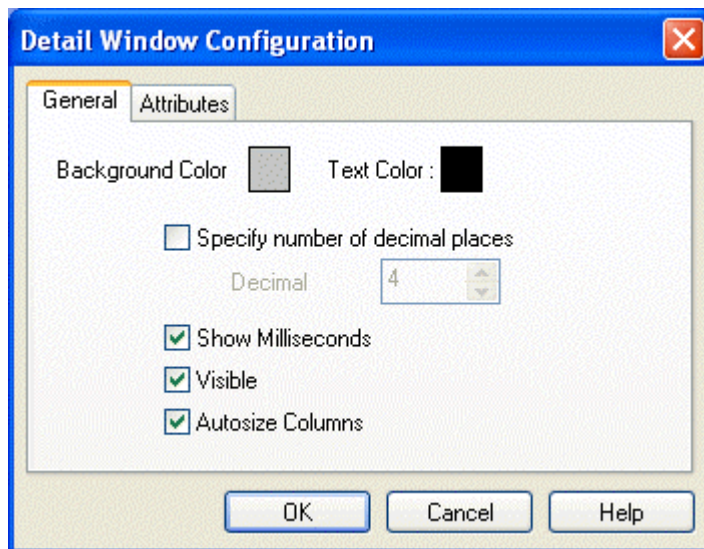 Detail Window Configuration
General Attributes
Background Color Text Color :
Specify number of decimal places
Decimal 4
Show Milliseconds
Visible
Autosize Columns
OK Cancel Help